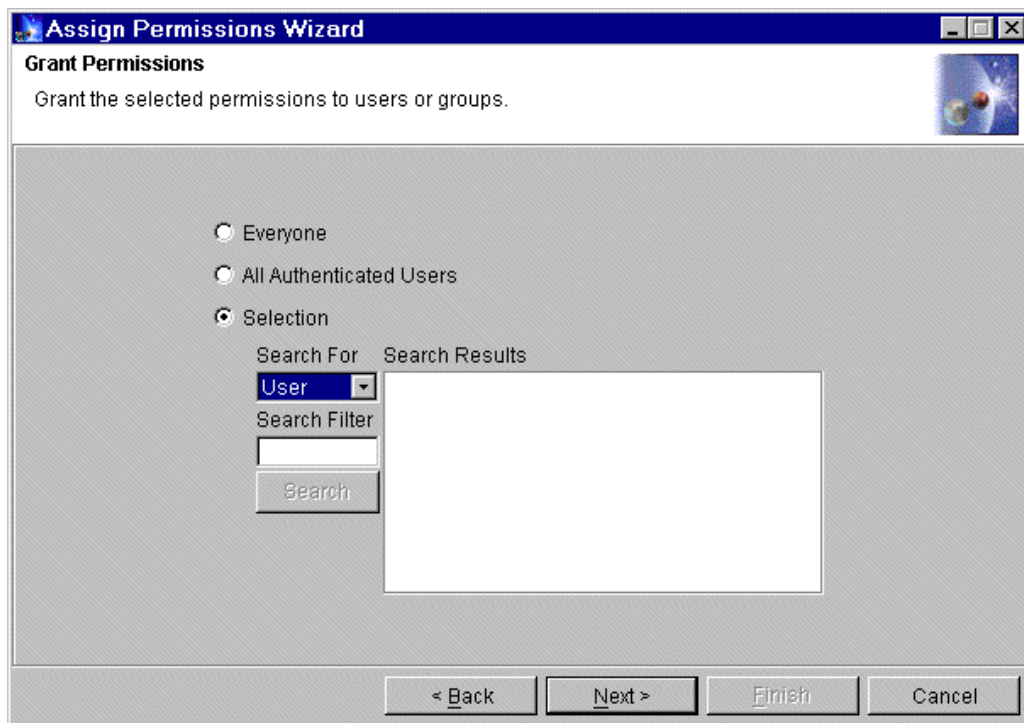 Assign Permissions Wizard
Grant Permissions
Grant the selected permissions to users or groups.
Everyone
All Authenticated Users
Selection
Search For Search Results
User
Search Filter
Search
< Back Next > Finish Cancel